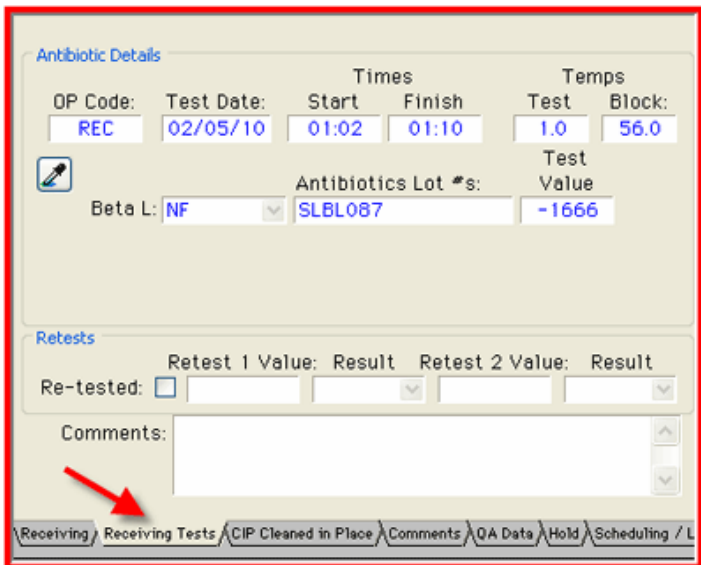 Antibiotic Details
Times Temps
OP Code: Test Date: Start Finish Test Block:
REC 02/05/10 01:02 01:10 1.0 56.0
Test
Antibiotics Lot #s: Value
Beta L: NF SLBL087 -1666
Retests
Retest 1 Value: Result Retest 2 Value: Result
Re-tested:
Comments:
Receiving Receiving Tests CIP Cleaned in Place Comments QA Data Hold Scheduling / L